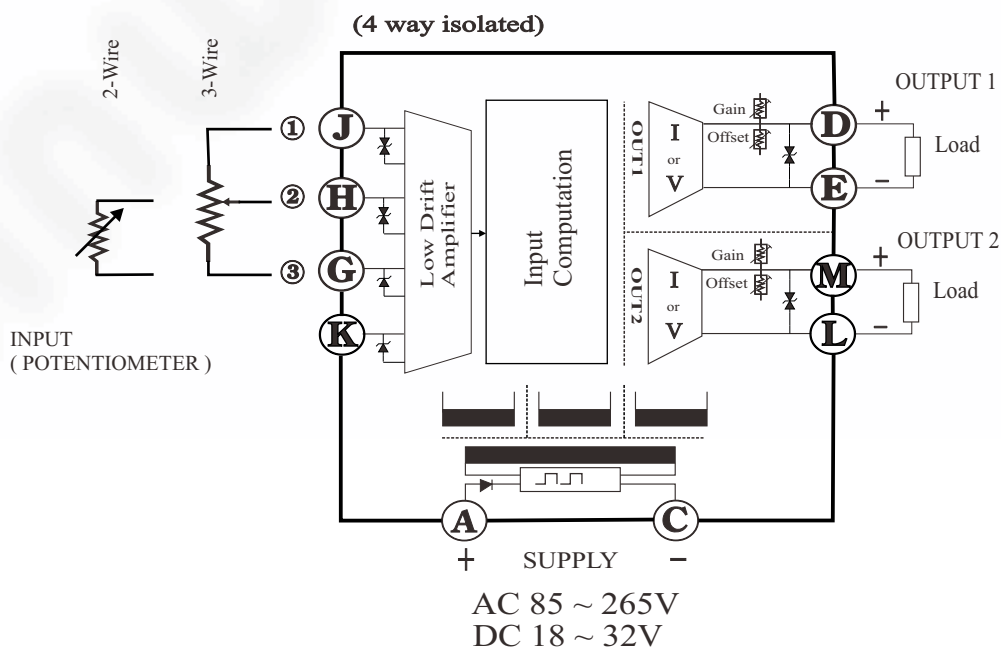 (4 way isolated)
2-Wire
3-Wire
OUTPUT 1
① J
② H
③ G
K
INPUT
( POTENTIOMETER )
Low Drift
Amplifier
Input
Computation
OUT1
I
or
V
Gain
Offset
D
+
Load
E
−
OUTPUT 2
OUT2
I
or
V
Gain
Offset
M
+
Load
L
−
A
C
+ SUPPLY −
AC 85 ~ 265V
DC 18 ~ 32V